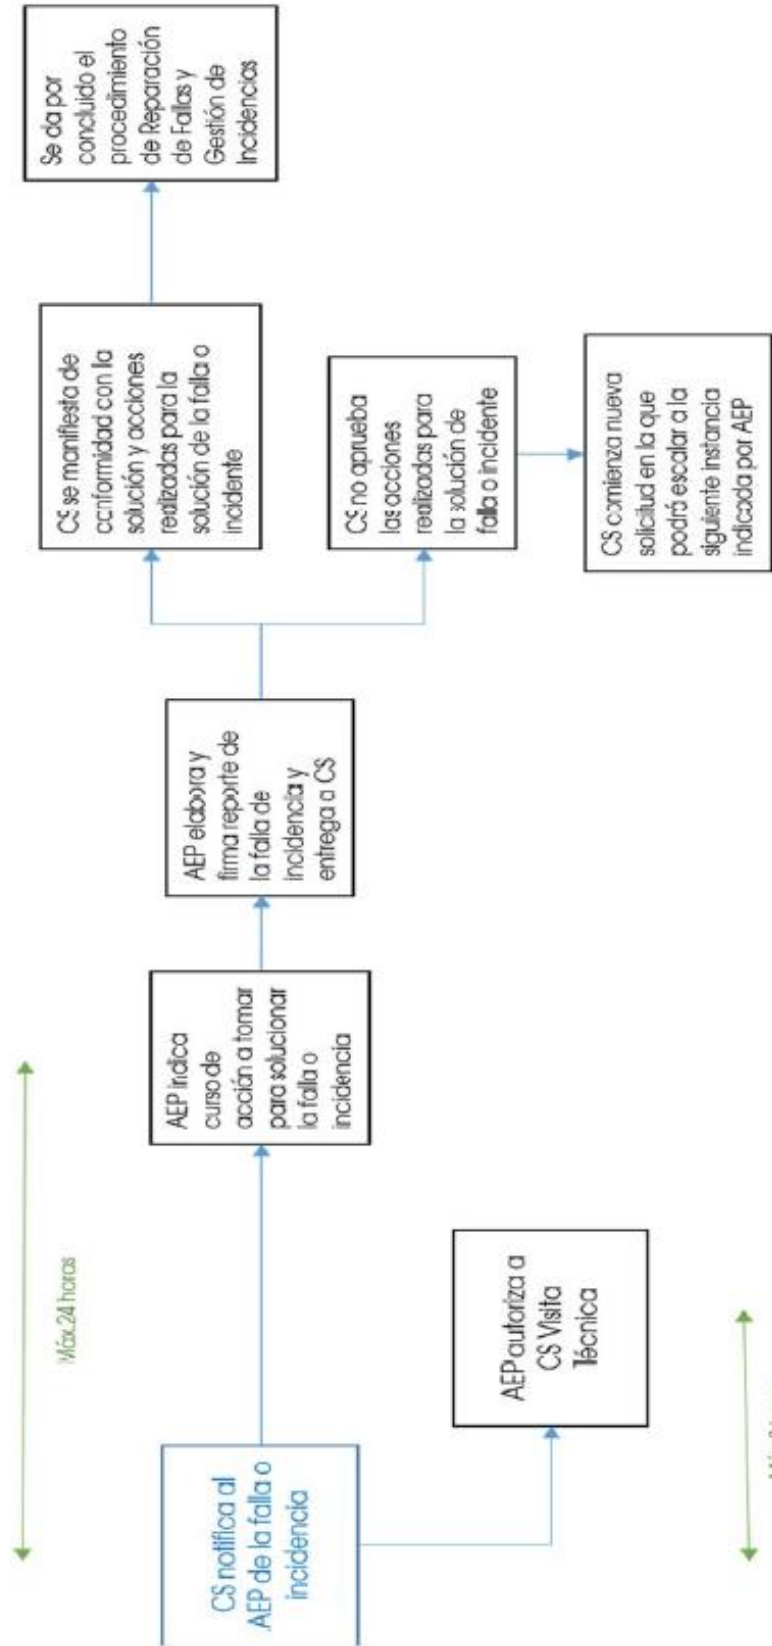 CS notifica al
AEP de la falla o
incidencia
Máx. 24 horas
AEP autoriza a
CS Visita
Técnica
AEP indica
curso de
acción a tomar
para solucionar
la falla o
incidencia
AEP elabora y
firma reporte de
la falla de
incidencia y
entrega a CS
CS se manifiesta de
conformidad con la
solución y acciones
realizadas para la
solución de la falla o
incidente
CS no aprueba
las acciones
realizadas para
la solución de
falla o incidente
Se da por
concluido el
procedimiento
de Reparación
de Fallas y
Gestión de
Incidencias
CS comienza nueva
solicitud en la que
podrá escalar a la
siguiente instancia
indicada por AEP